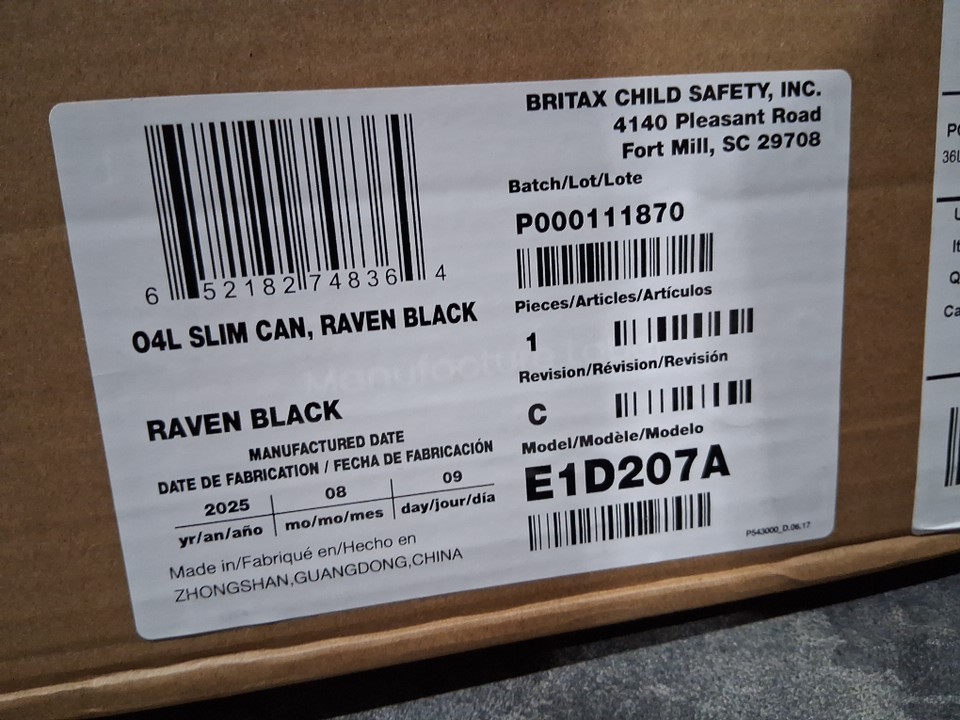 BRITAX CHILD SAFETY, INC.
4140 Pleasant Road
Fort Mill, SC 29708
6 52182 74836 4
O4L SLIM CAN, RAVEN BLACK
RAVEN BLACK
MANUFACTURED DATE
DATE DE FABRICATION / FECHA DE FABRICACIÓN
2025 08 09
yr/an/año mo/mo/mes day/jour/día
Made in/Fabriqué en/Hecho en
ZHONGSHAN,GUANGDONG,CHINA
Batch/Lot/Lote
P000111870
Pieces/Articles/Artículos
1
Revision/Révision/Revisión
C
Model/Modèle/Modelo
E1D207A
P543000_D.06.17